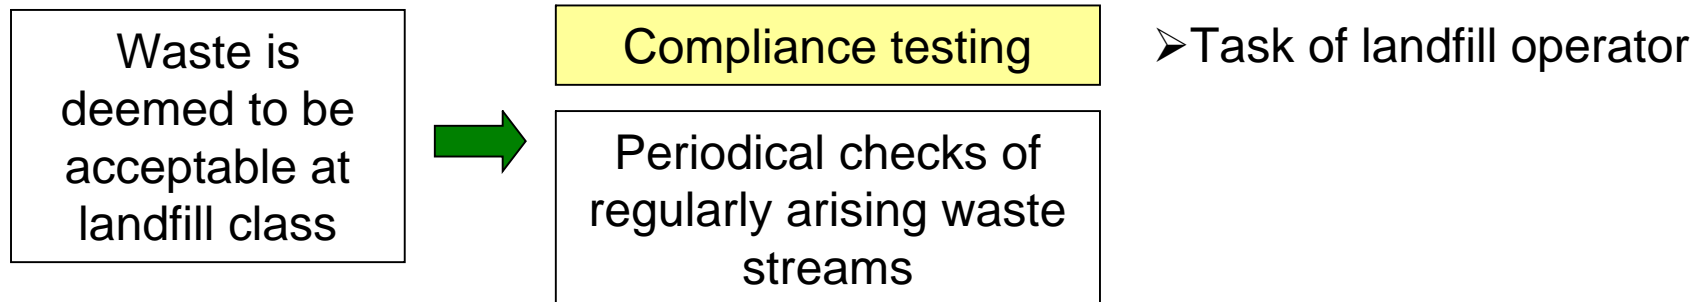 Waste is
deemed to be
acceptable at
landfill class
Compliance testing
Periodical checks of
regularly arising waste
streams
➢Task of landfill operator